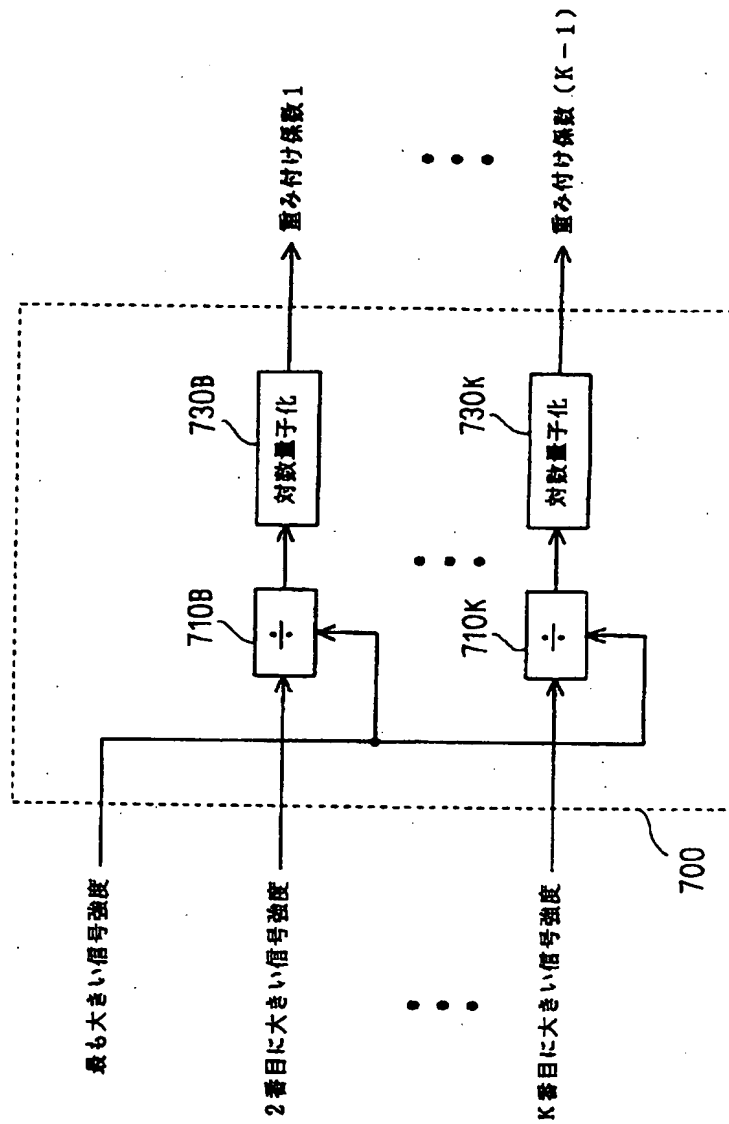 最も大きい信号強度
2番目に大きい信号強度
710B
÷
730B
対数量子化
重み付け係数1
K番目に大きい信号強度
710K
÷
730K
対数量子化
重み付け係数(K-1)
700